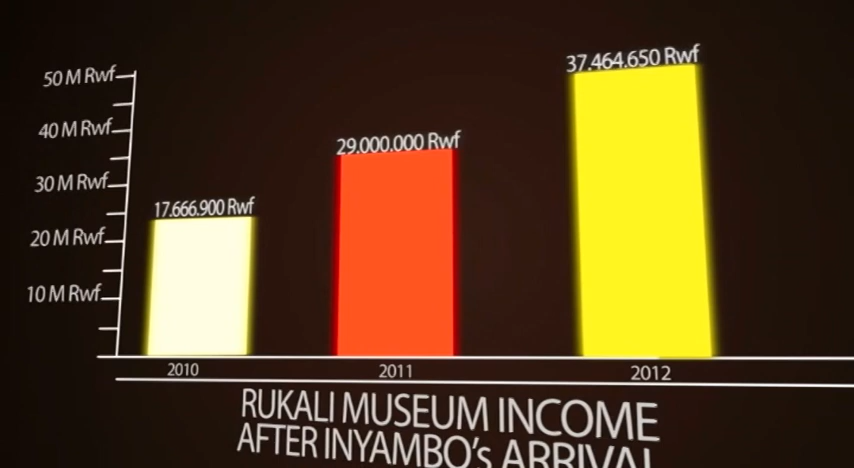 50 M Rwf
40 M Rwf
30 M Rwf
20 M Rwf
10 M Rwf
17.666.900 Rwf
29.000.000 Rwf
37.464.650 Rwf
2010
2011
2012
RUKALI MUSEUM INCOME
AFTER INYAMBO's ARRIVAL